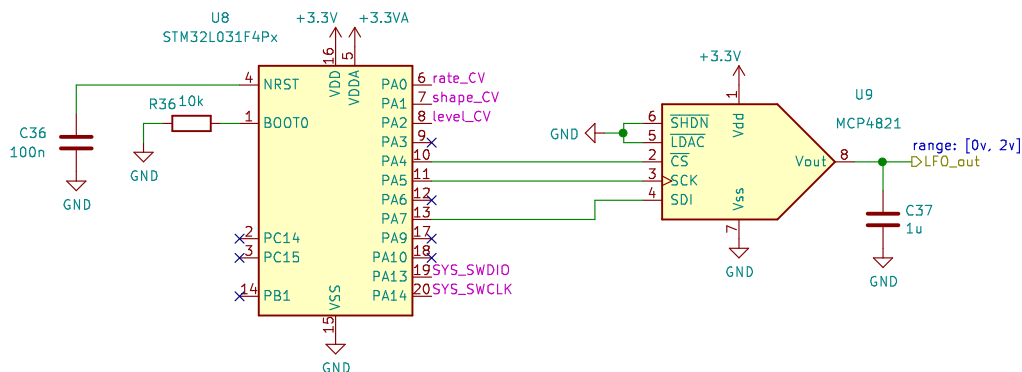 U8
STM32L031F4Px
+3.3V
+3.3VA
16
5
VDD
VDDA
4
NRST
PA0
6
rate_CV
PA1
7
shape_CV
R36
10k
1
BOOT0
PA2
8
level_CV
C36
100n
GND
GND
PA3
9
PA4
10
PA5
11
PA6
12
PA7
13
2
PC14
PA9
17
3
PC15
PA10
18
PA13
19
SYS_SWDIO
14
PB1
PA14
20
SYS_SWCLK
VSS
15
GND
+3.3V
1
Vdd
U9
MCP4821
GND
6
SHDN
5
LDAC
2
CS
3
SCK
4
SDI
Vout
8
Vss
7
GND
range: [0v, 2v]
LFO_out
C37
1u
GND